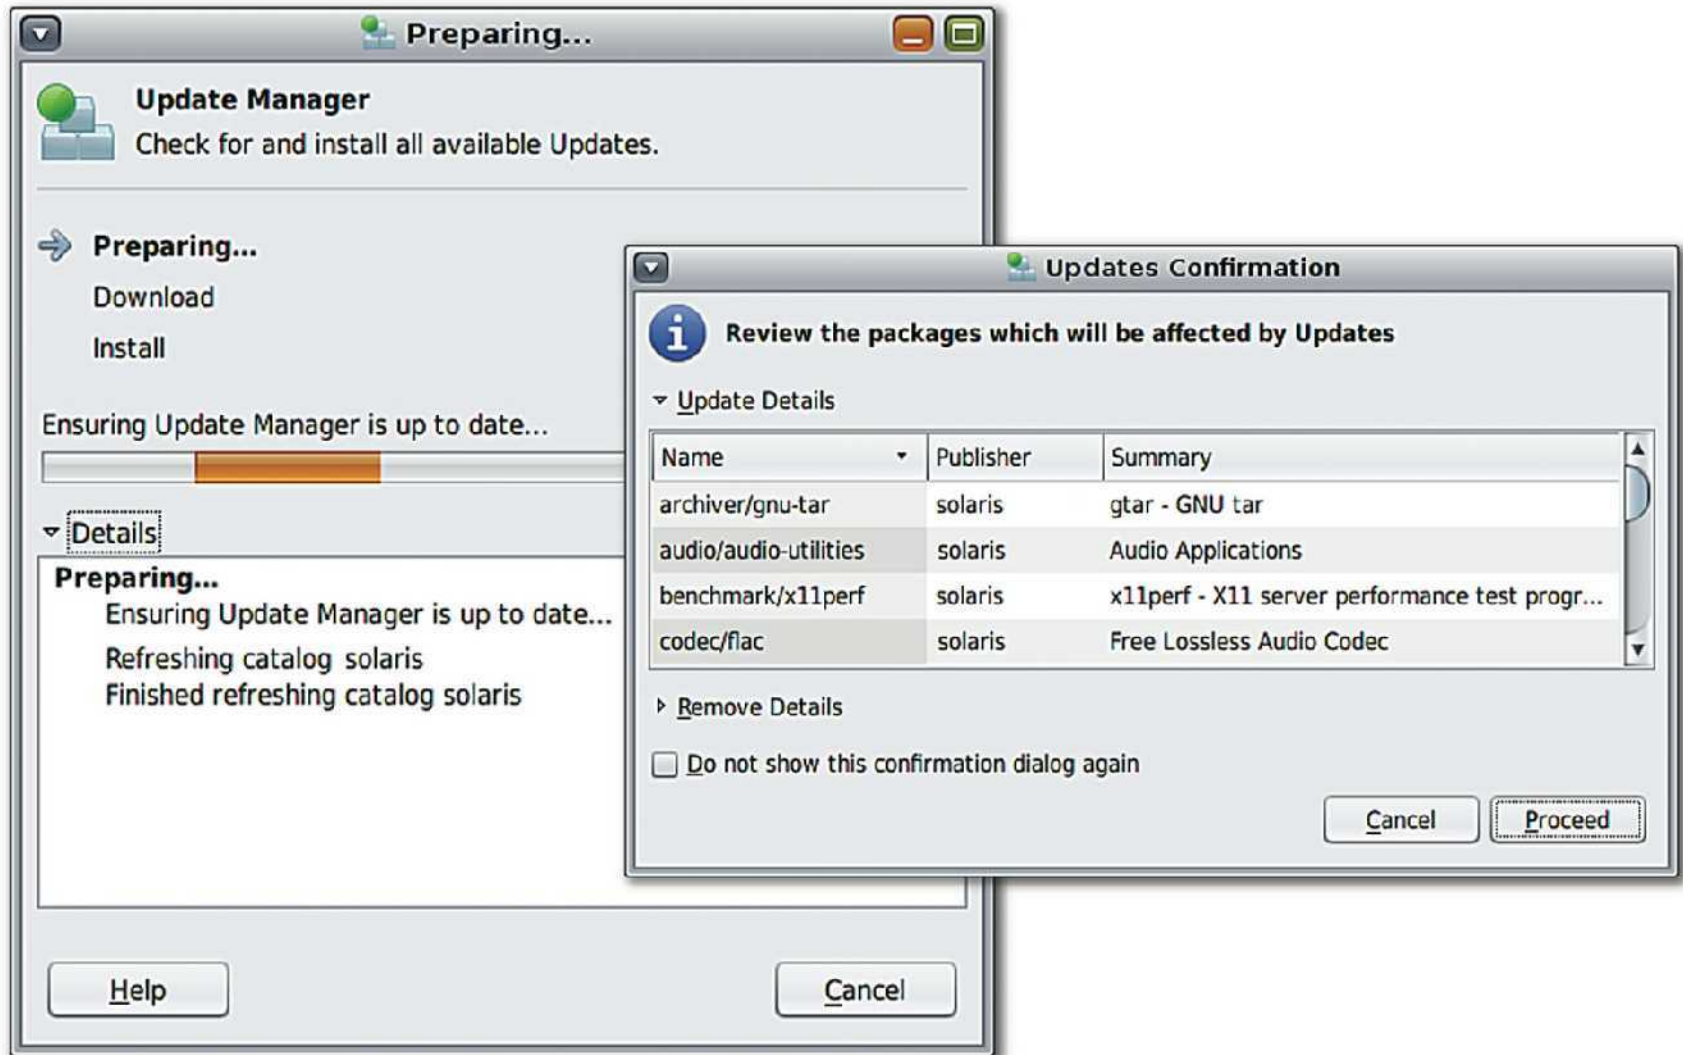 Preparing...
Update Manager
Check for and install all available Updates.
Preparing...
Download
Install
Ensuring Update Manager is up to date...
Details
Preparing...
Ensuring Update Manager is up to date...
Refreshing catalog solaris
Finished refreshing catalog solaris
Help
Cancel
Updates Confirmation
Review the packages which will be affected by Updates
Update Details
Name Publisher Summary
archiver/gnu-tar solaris gtar - GNU tar
audio/audio-utilities solaris Audio Applications
benchmark/x11perf solaris x11perf - X11 server performance test progr...
codec/flac solaris Free Lossless Audio Codec
Remove Details
Do not show this confirmation dialog again
Cancel Proceed